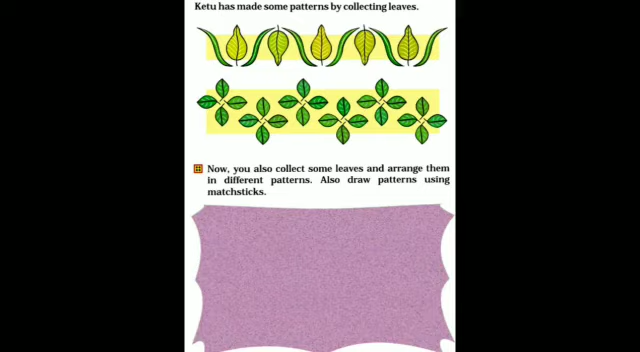 Ketu has made some patterns by collecting leaves.
Now, you also collect some leaves and arrange them
in different patterns. Also draw patterns using
matchsticks.